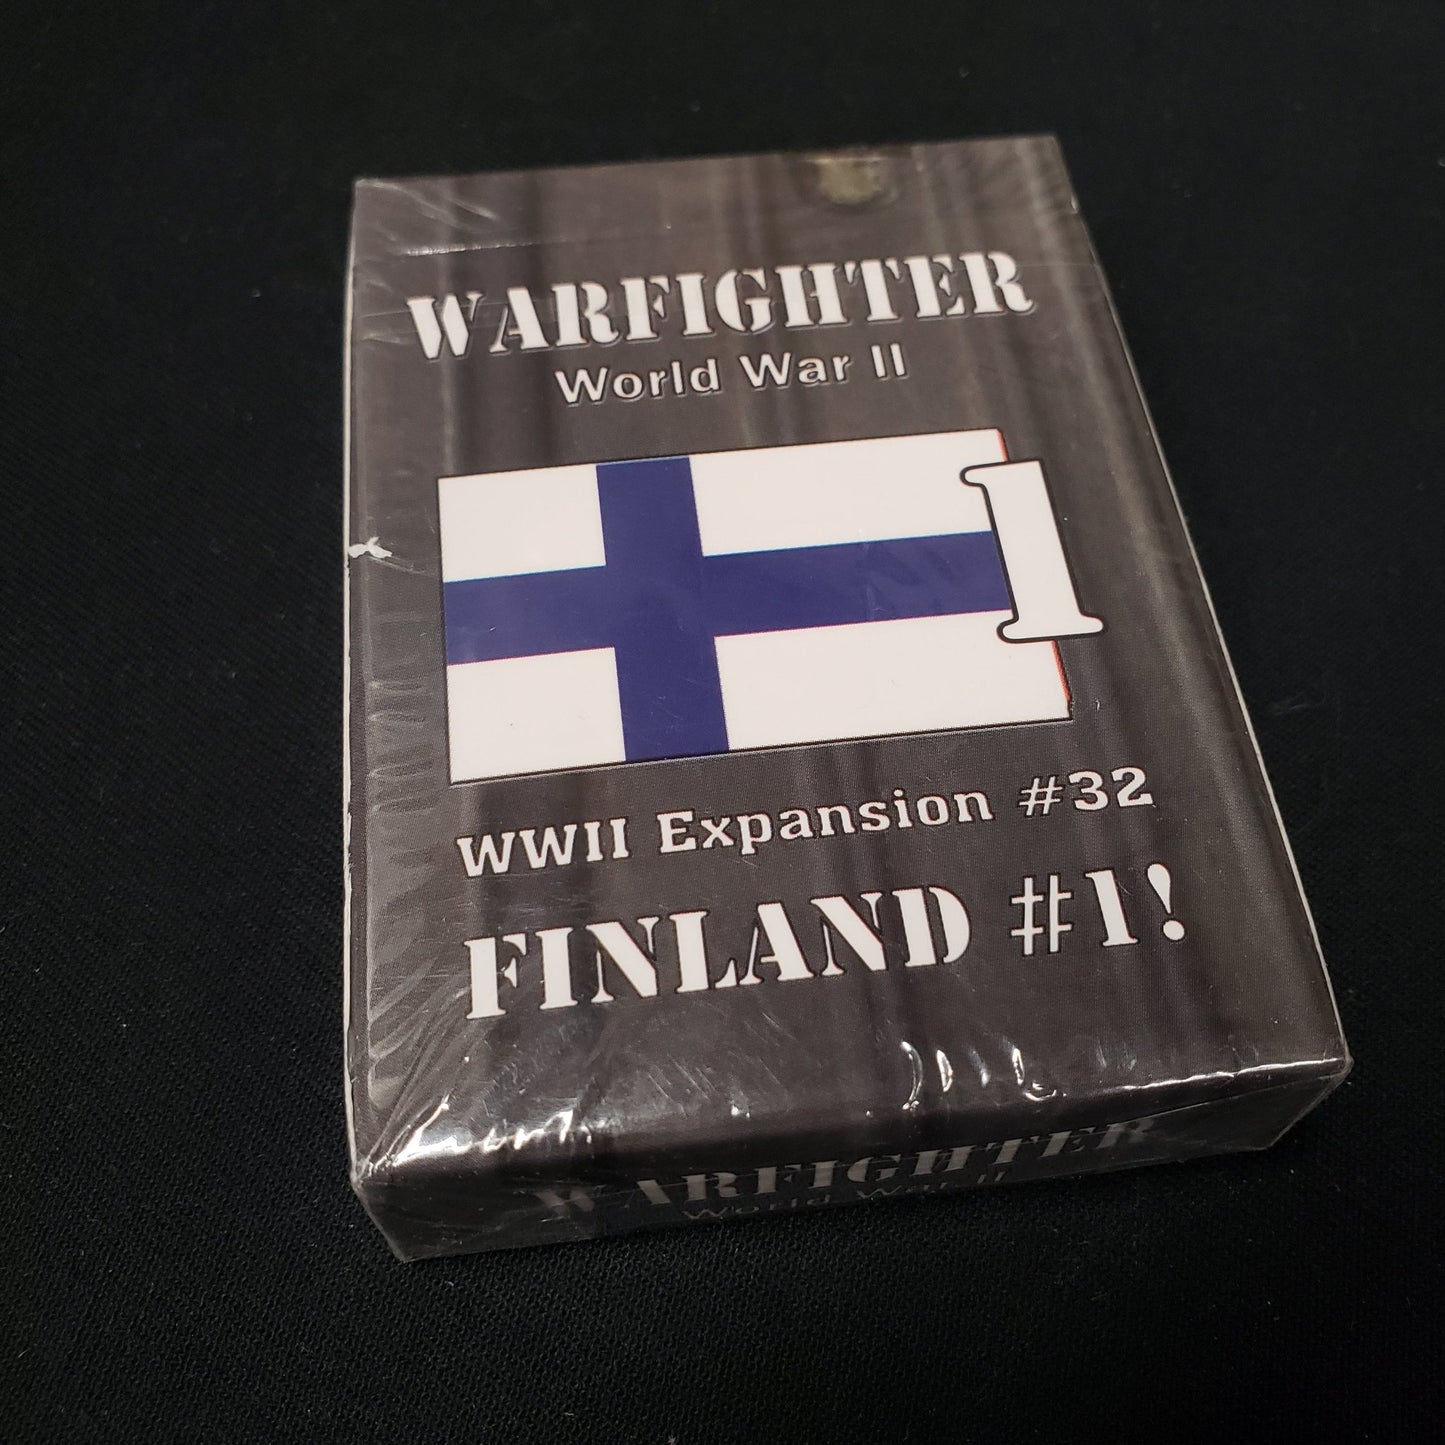 WARFIGHTER
World War II
1
WWII Expansion #32
FINLAND #1!
WARFIGHTER
World War II